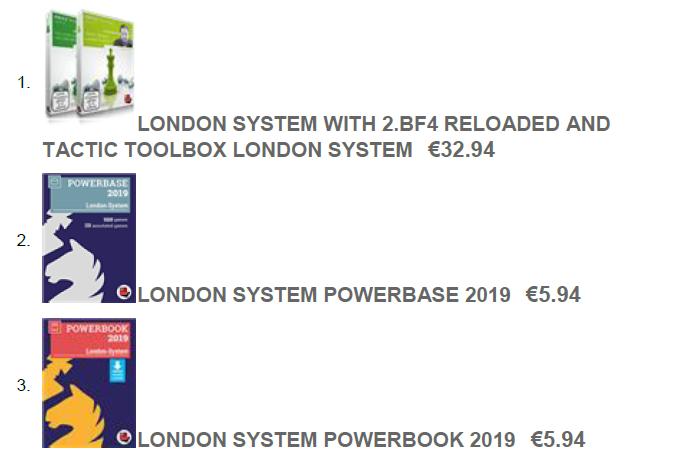 1.
LONDON SYSTEM WITH 2.BF4 RELOADED AND
TACTIC TOOLBOX LONDON SYSTEM €32.94
POWERBASE
2019
London-System
2.
LONDON SYSTEM POWERBASE 2019 €5.94
POWERBOOK
2019
London-System
3.
LONDON SYSTEM POWERBOOK 2019 €5.94